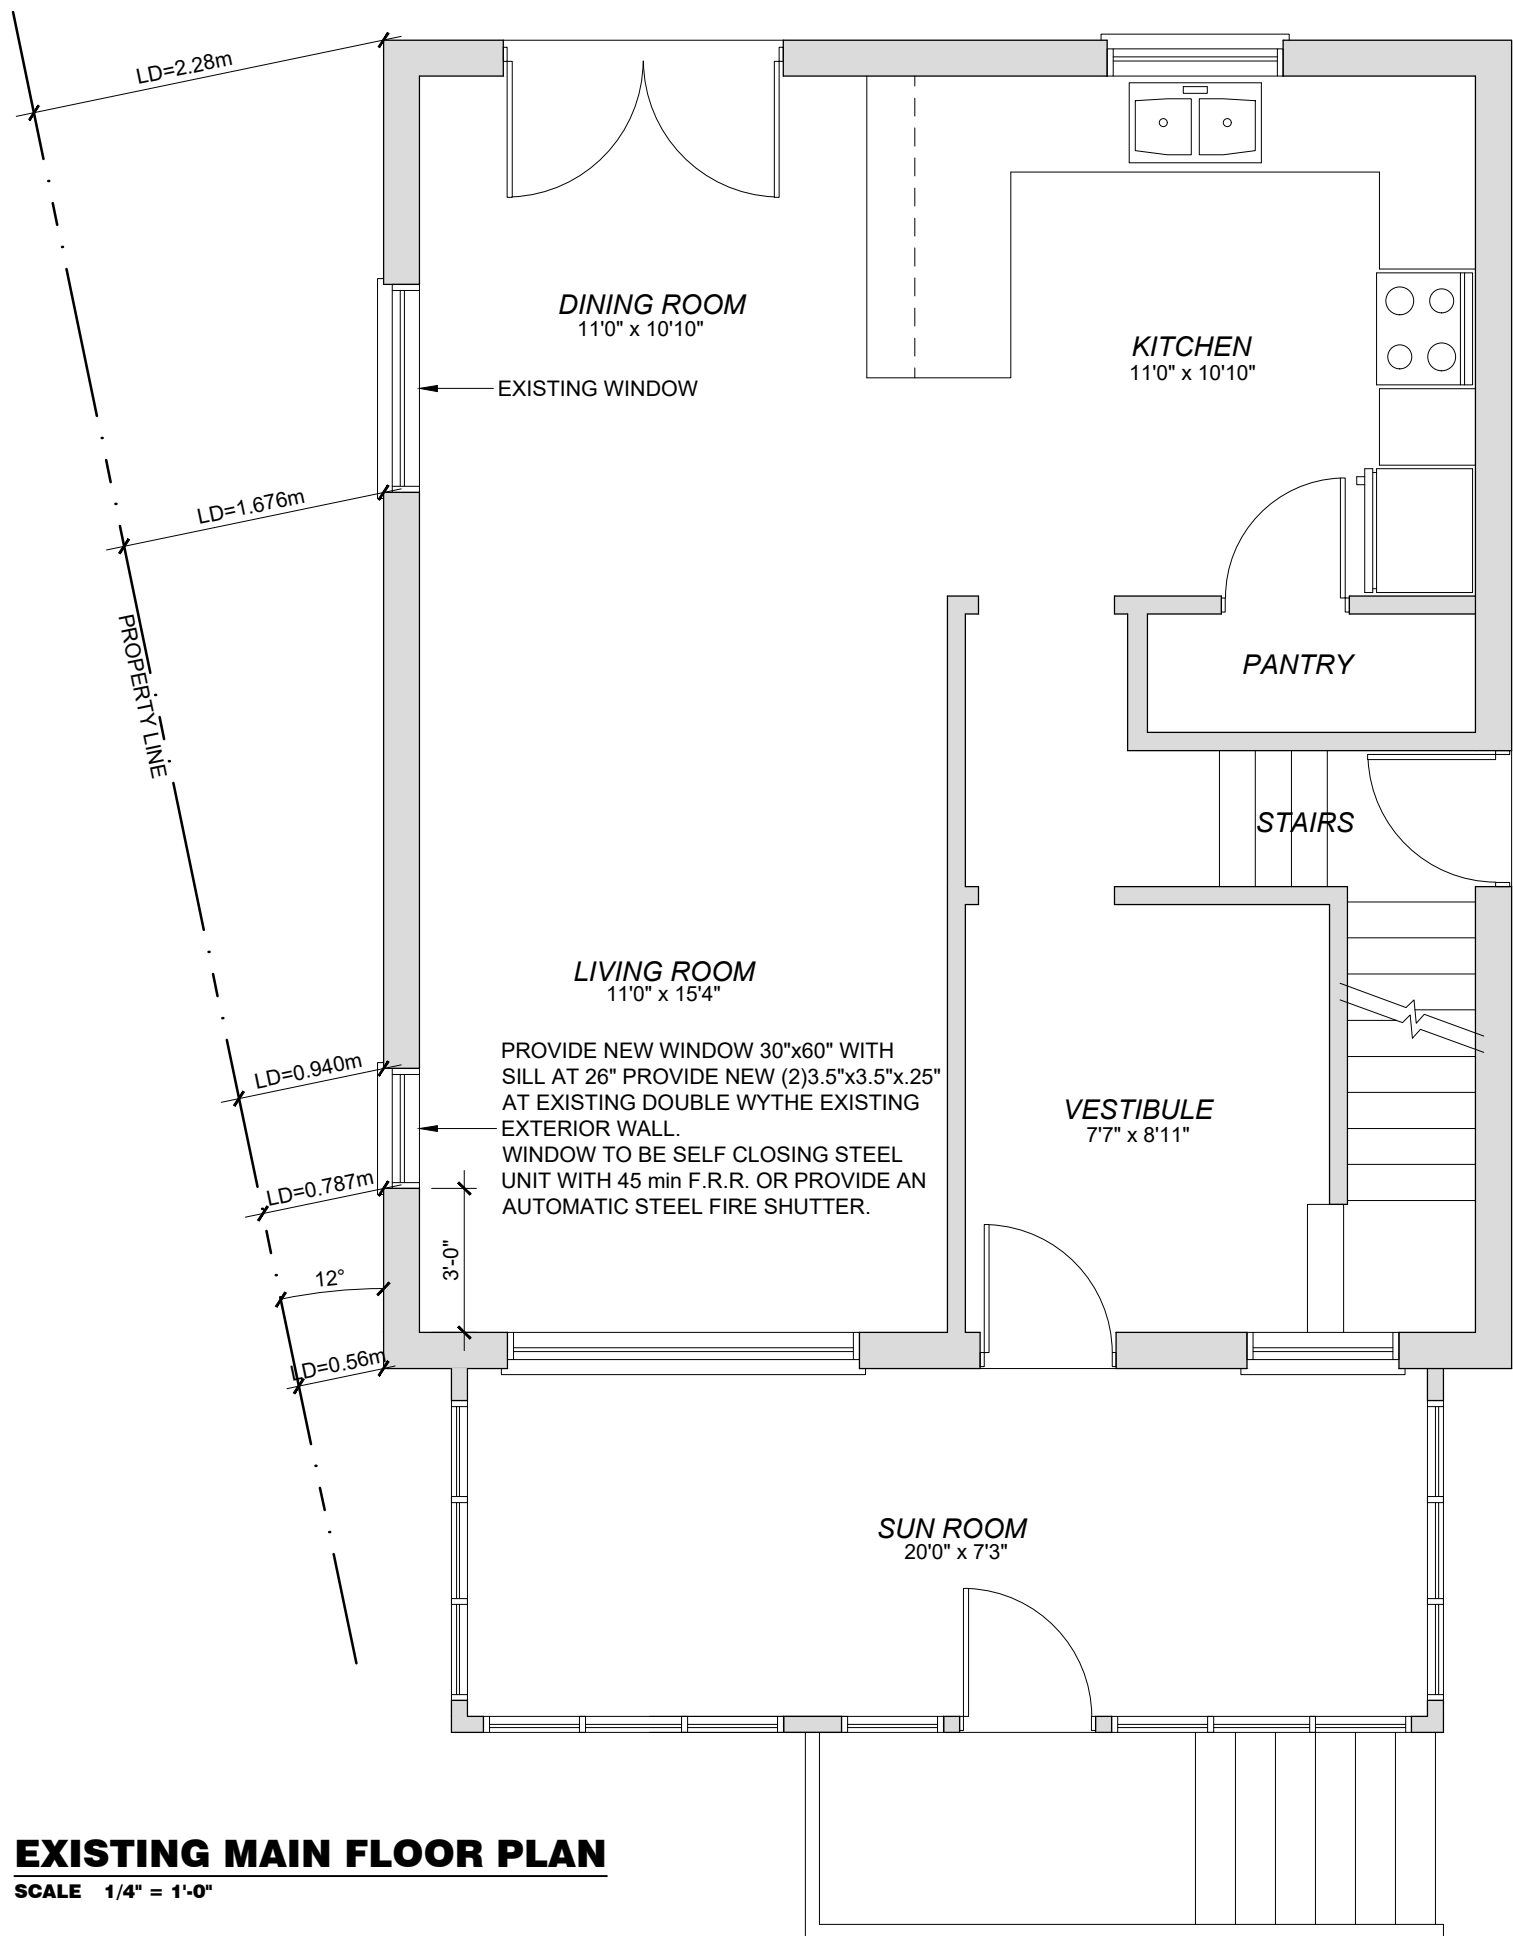 LD=2.28m
DINING ROOM
11'0" x 10'10"
KITCHEN
11'0" x 10'10"
EXISTING WINDOW
LD=1.676m
PROPERTY LINE
PANTRY
STAIRS
LIVING ROOM
11'0" x 15'4"
PROVIDE NEW WINDOW 30"x60" WITH
SILL AT 26" PROVIDE NEW (2)3.5"x3.5"x.25"
AT EXISTING DOUBLE WYTHE EXISTING
EXTERIOR WALL.
WINDOW TO BE SELF CLOSING STEEL
UNIT WITH 45 min F.R.R. OR PROVIDE AN
AUTOMATIC STEEL FIRE SHUTTER.
LD=0.940m
VESTIBULE
7'7" x 8'11"
LD=0.787m
3'-0"
12°
LD=0.56m
SUN ROOM
20'0" x 7'3"
EXISTING MAIN FLOOR PLAN
SCALE 1/4" = 1'-0"